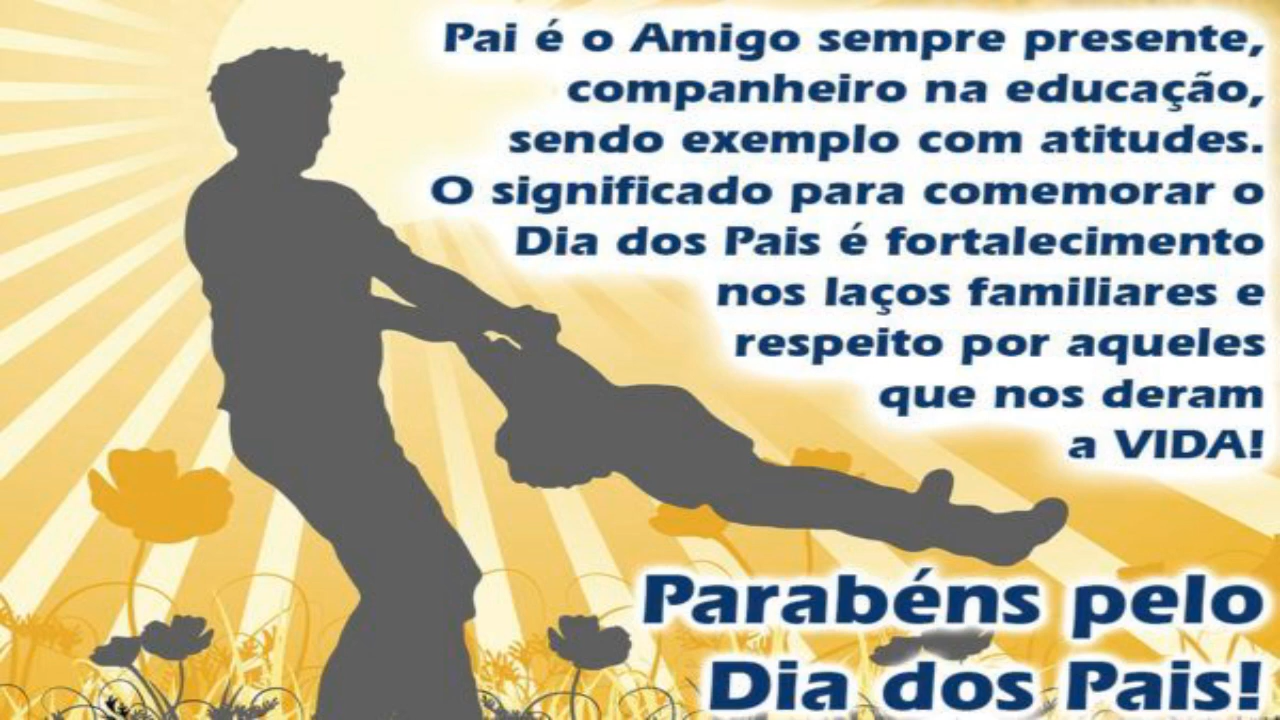 Pai é o Amigo sempre presente,
companheiro na educação,
sendo exemplo com atitudes.
O significado para comemorar o
Dia dos Pais é fortalecimento
nos laços familiares e
respeito por aqueles
que nos deram
a VIDA!
Parabéns pelo
Dia dos Pais!